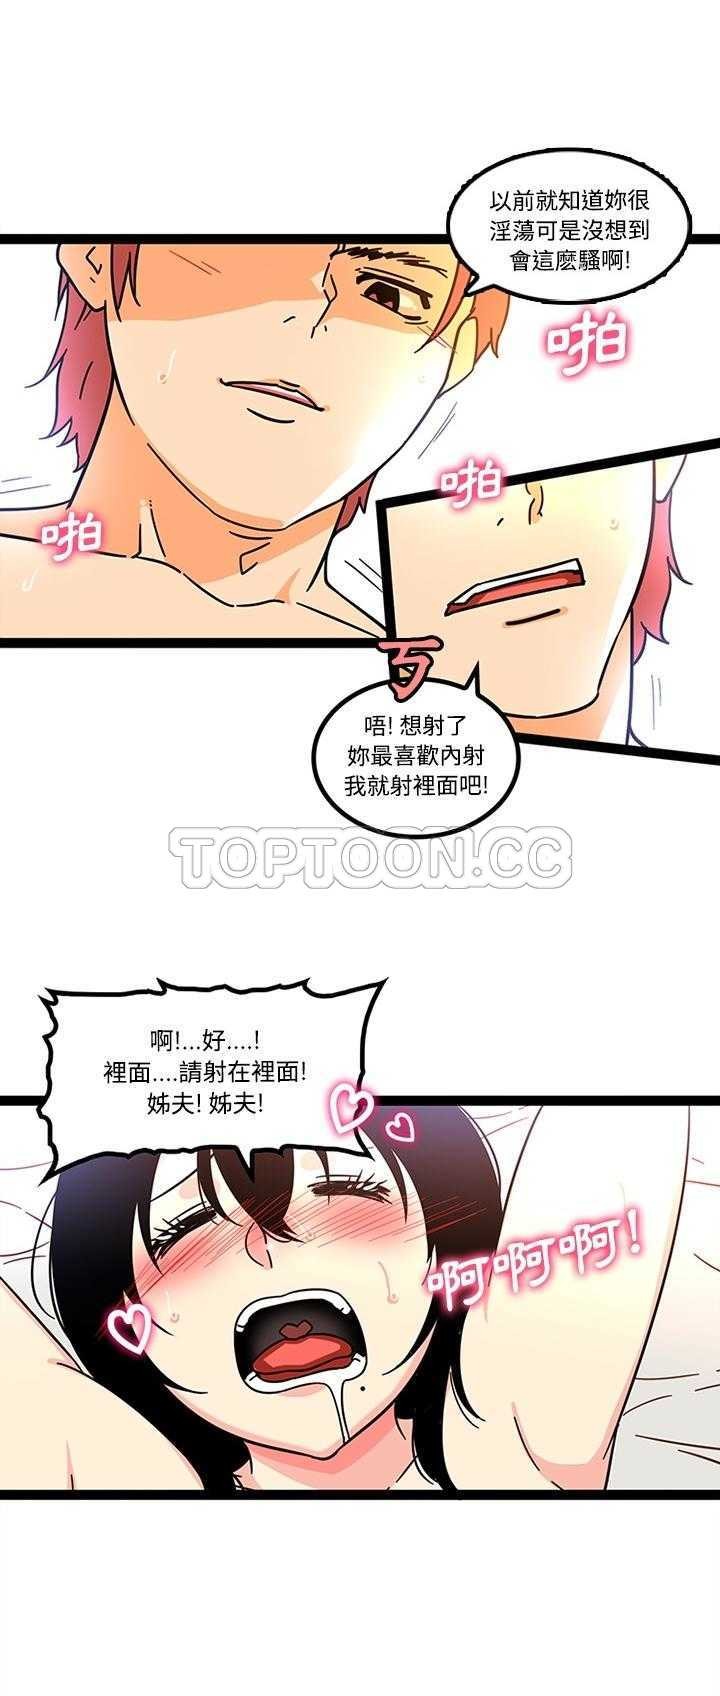 以前就知道妳很
淫蕩可是沒想到
會這麼騷啊!
啪
啪
啪
唔! 想射了
妳最喜歡內射
我就射裡面吧!
TOPTOON.CC
啊!...好....!
裡面....請射在裡面!
姊夫! 姊夫!
啊啊啊!